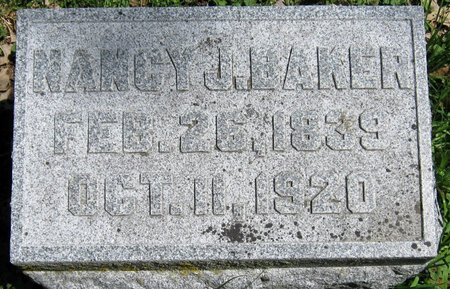 NANCY J. BAKER
FEB. 26, 1839
OCT. 11, 1920